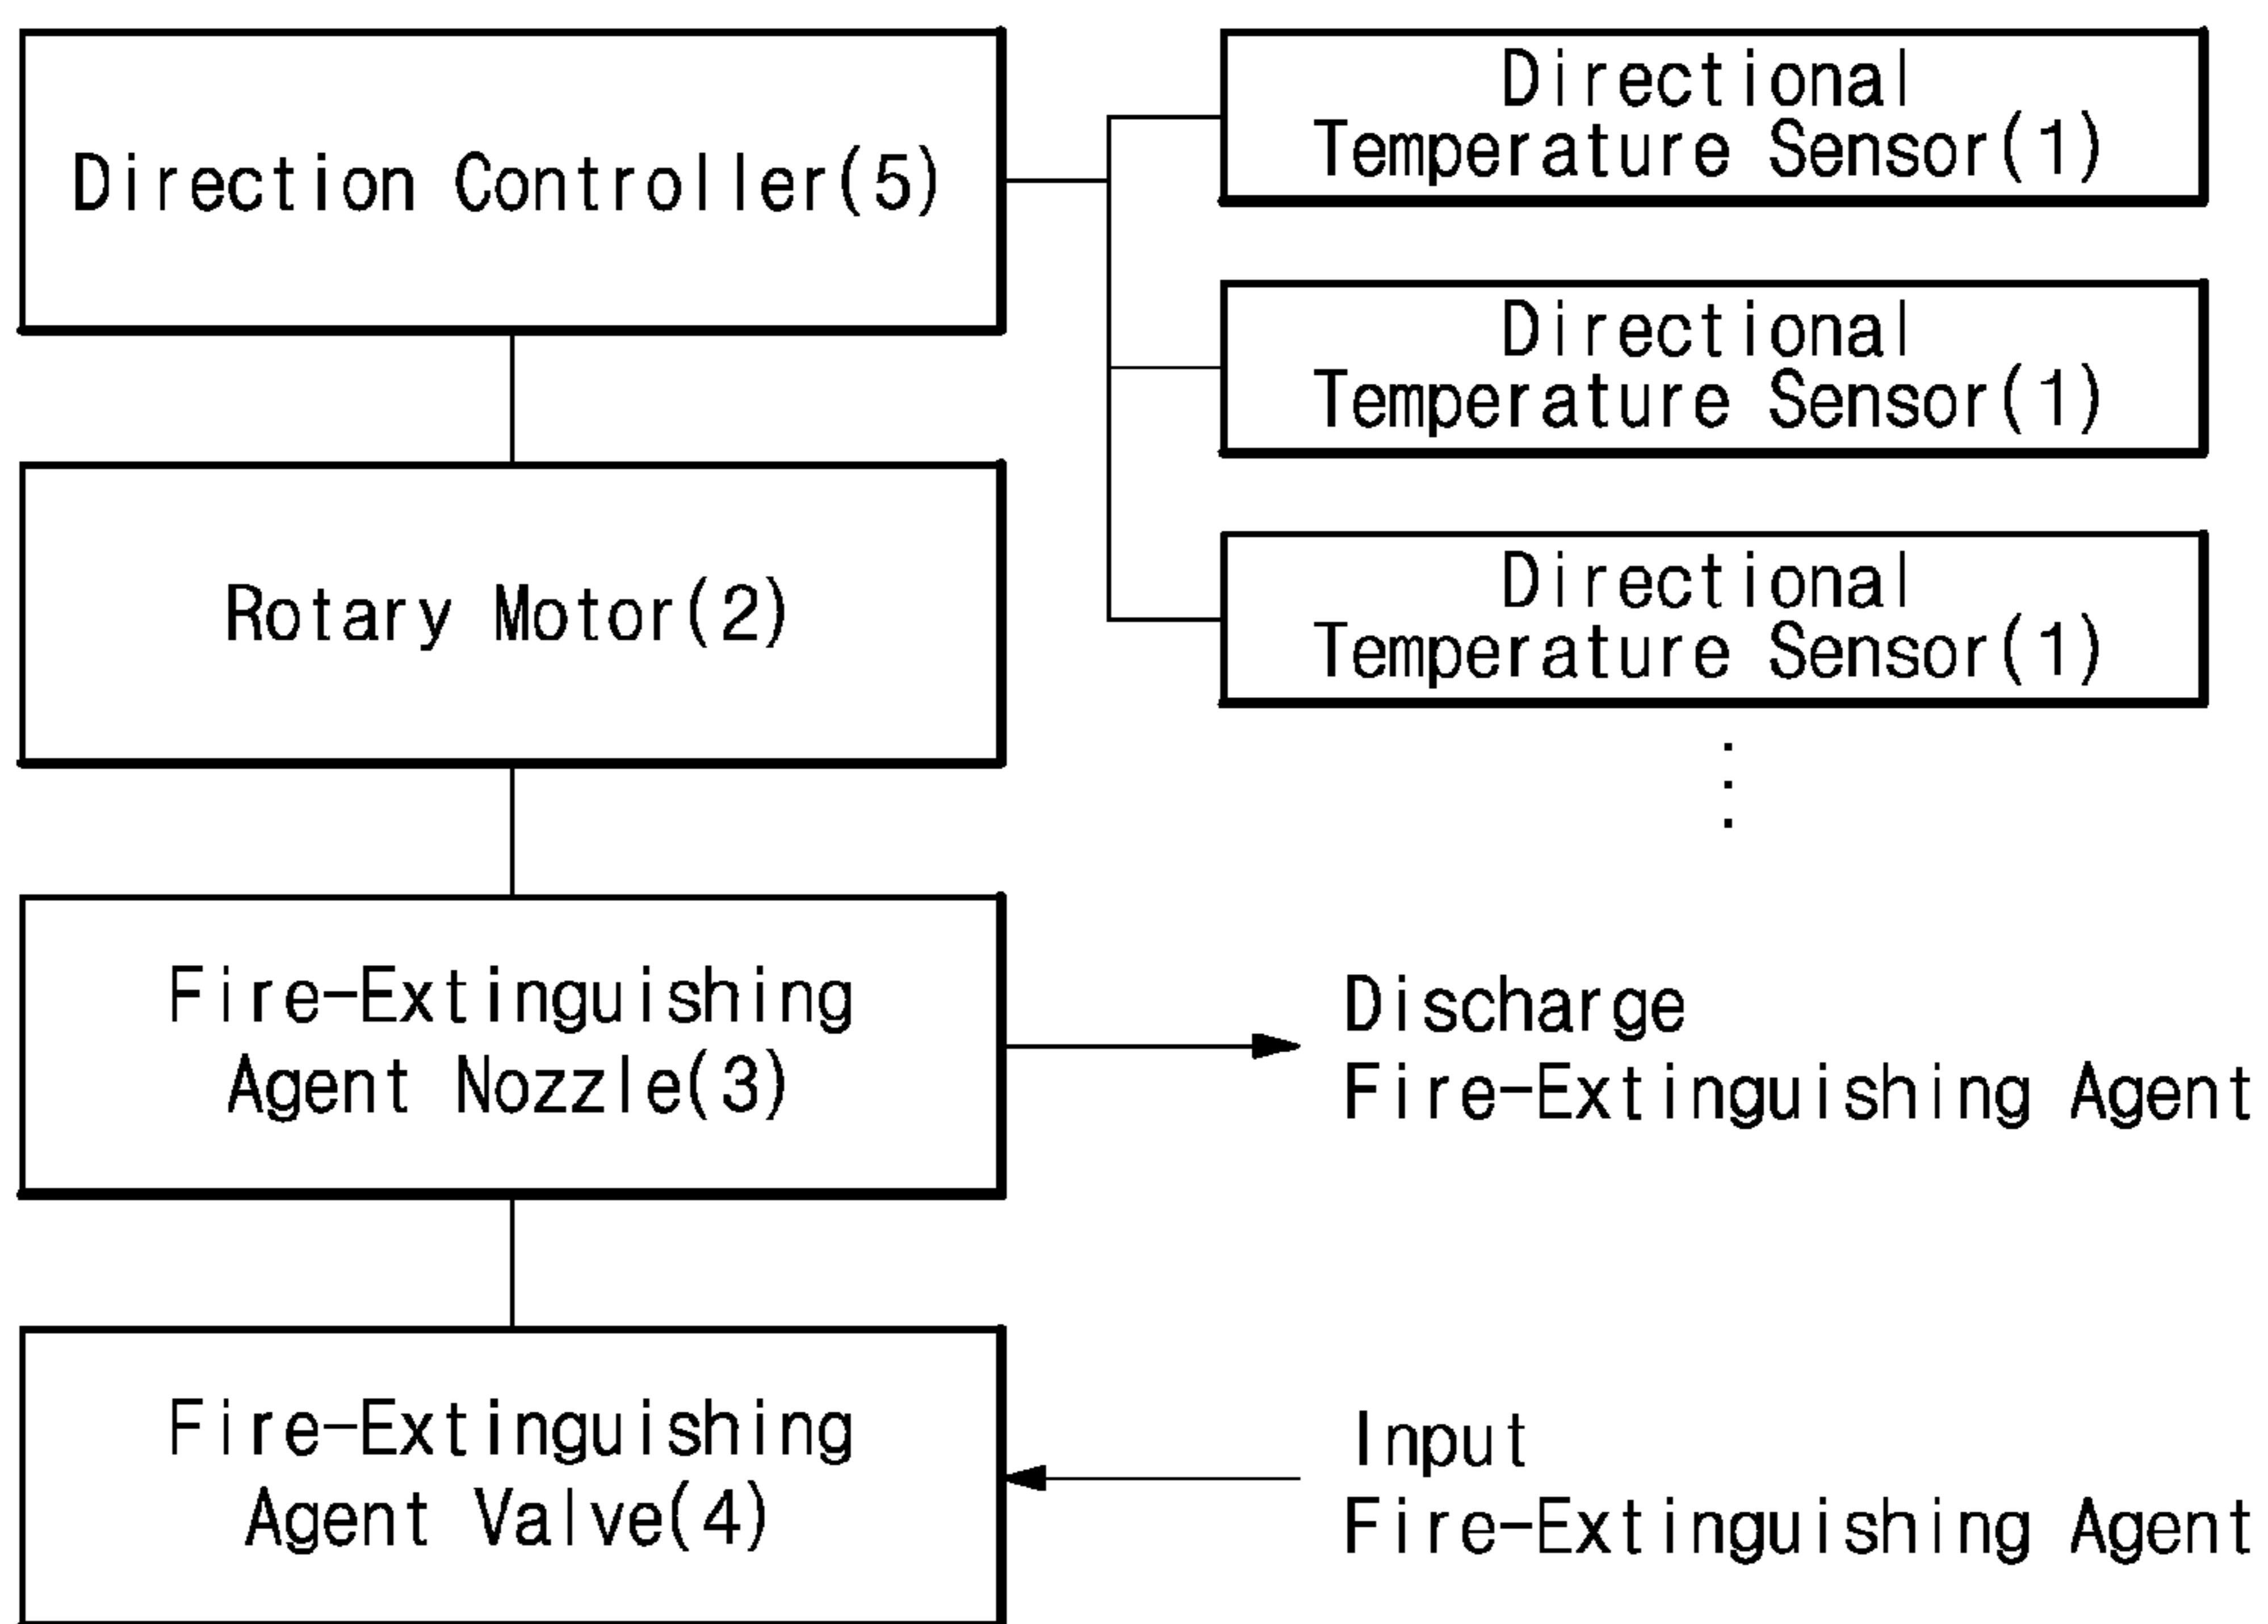 Direction Controller(5)
Directional
Temperature Sensor(1)
Directional
Temperature Sensor(1)
Rotary Motor(2)
Directional
Temperature Sensor(1)
Fire-Extinguishing
Agent Nozzle(3)
Discharge
Fire-Extinguishing Agent
Fire-Extinguishing
Agent Valve(4)
Input
Fire-Extinguishing Agent